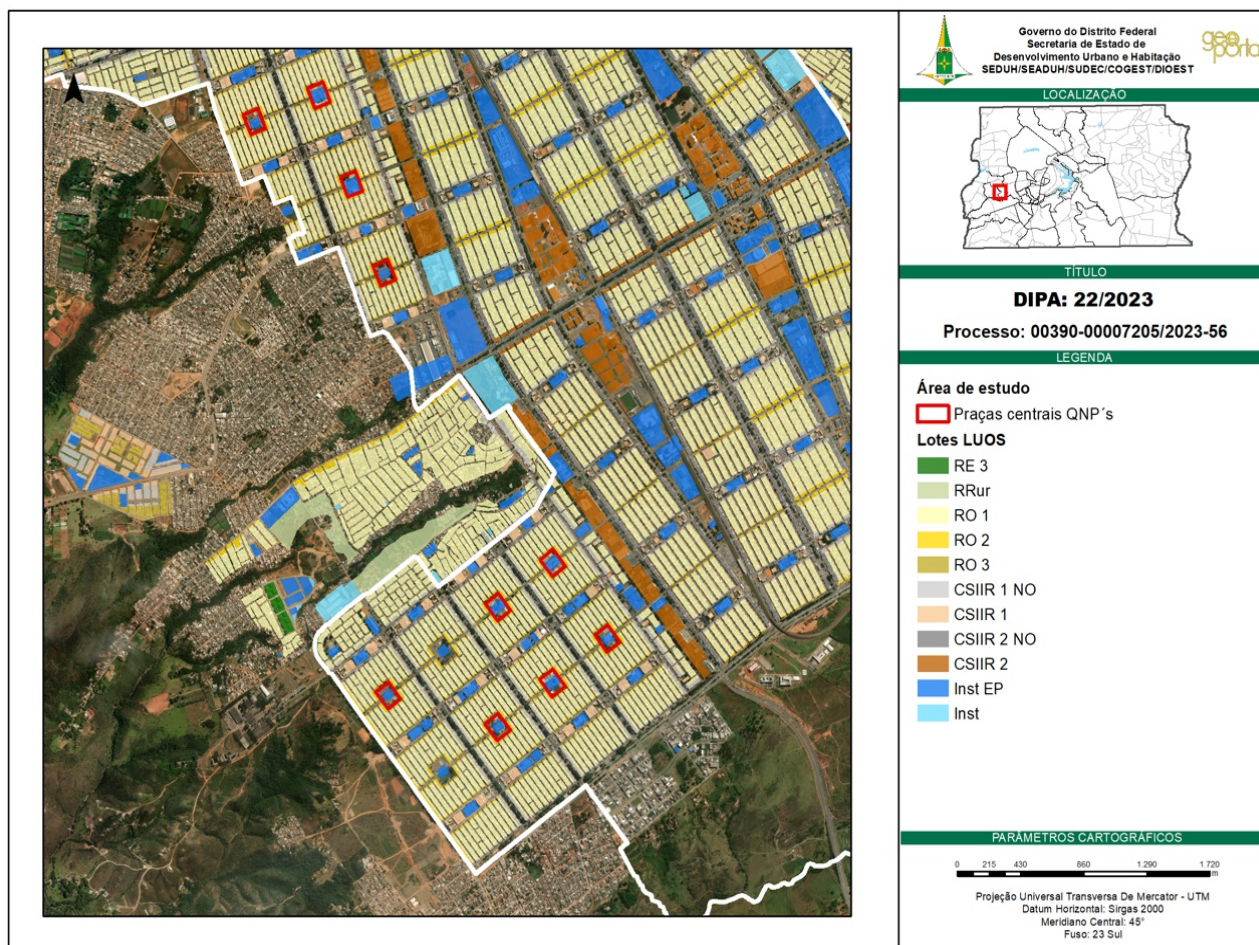 Governo do Distrito Federal
Secretaria de Estado de
Desenvolvimento Urbano e Habitação
SEDUH/SEADUH/SUDEC/COGEST/DIOEST
geo
porta
LOCALIZAÇÃO
TÍTULO
DIPA: 22/2023
Processo: 00390-00007205/2023-56
LEGENDA
Área de estudo
Praças centrais QNP´s
Lotes LUOS
RE 3
RRur
RO 1
RO 2
RO 3
CSIIR 1 NO
CSIIR 1
CSIIR 2 NO
CSIIR 2
Inst EP
Inst
PARÂMETROS CARTOGRÁFICOS
0 215 430 860 1.290 1.720
m
Projeção Universal Transversa De Mercator - UTM
Datum Horizontal: Sirgas 2000
Meridiano Central: 45°
Fuso: 23 Sul